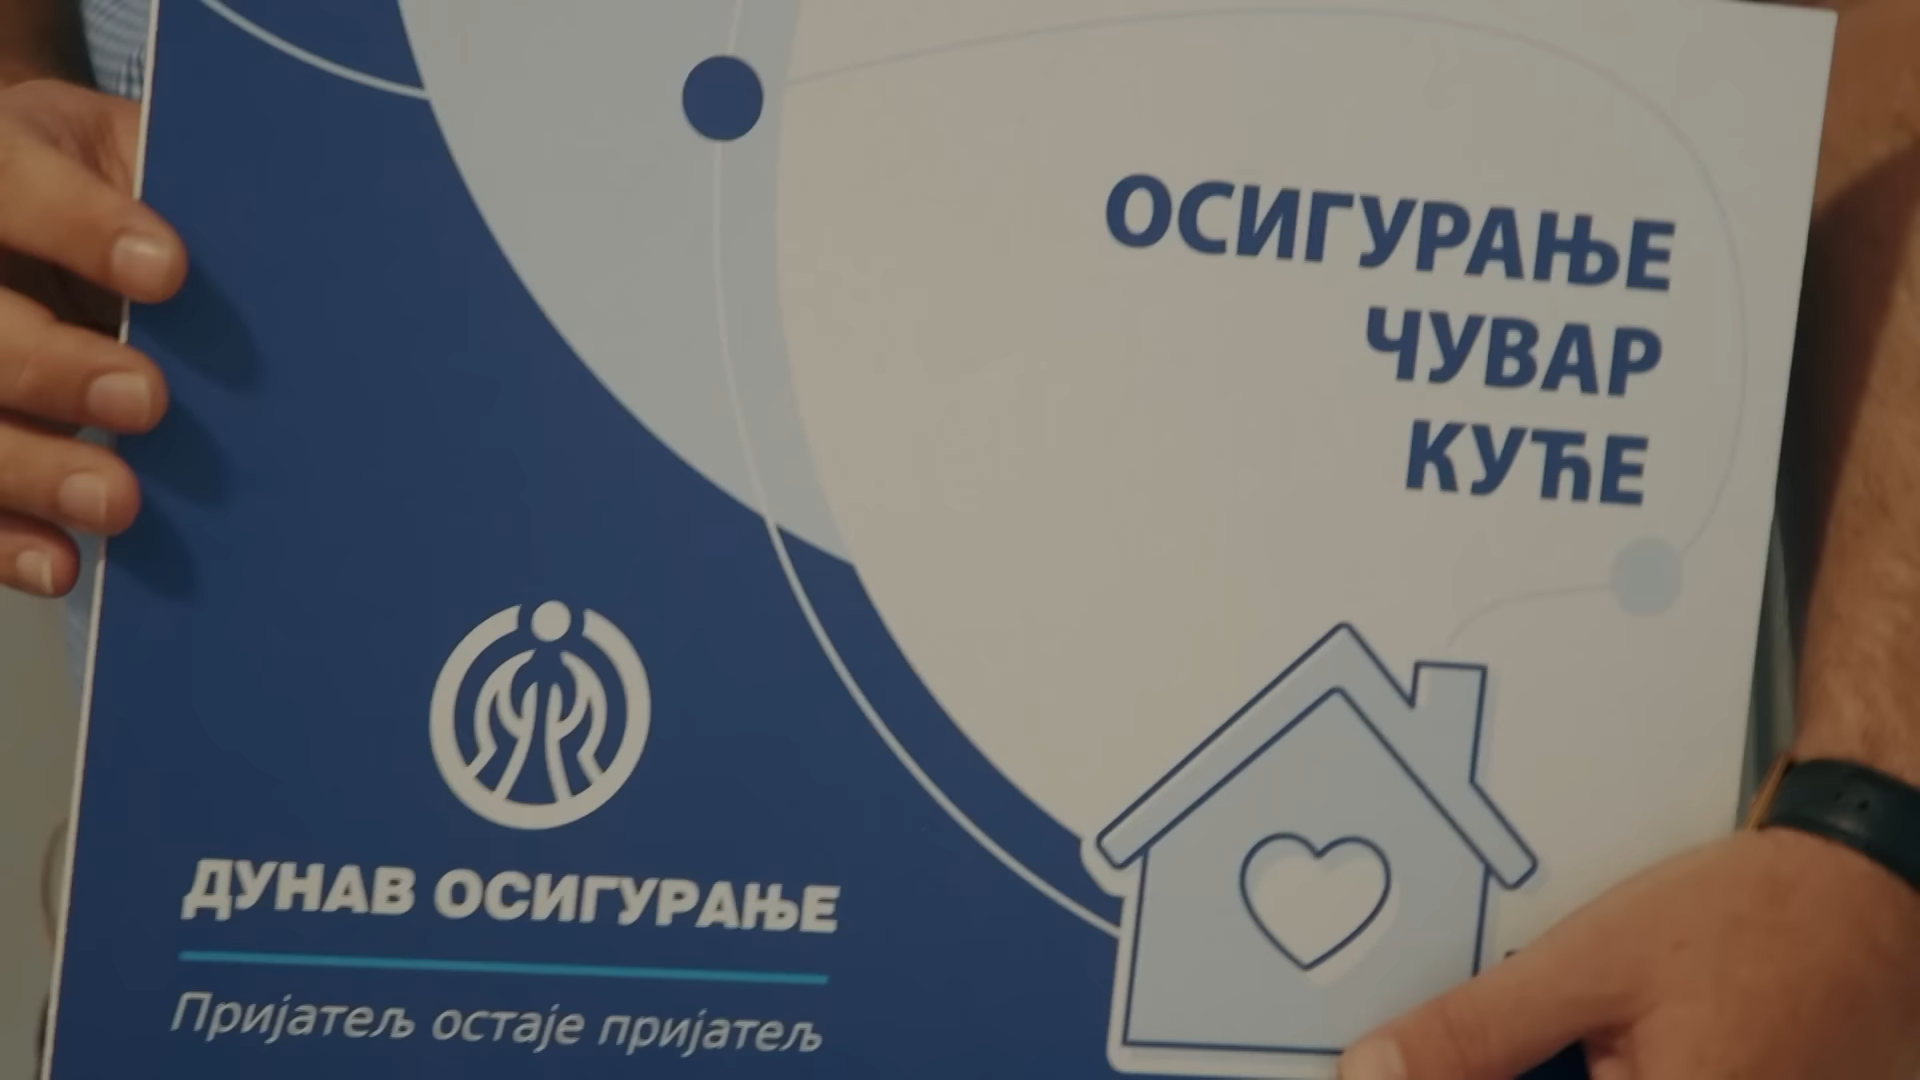 ОСИГУРАЊЕ
ЧУВАР
КУЋЕ
ДУНАВ ОСИГУРАЊЕ
Пријатељ остаје пријатељ